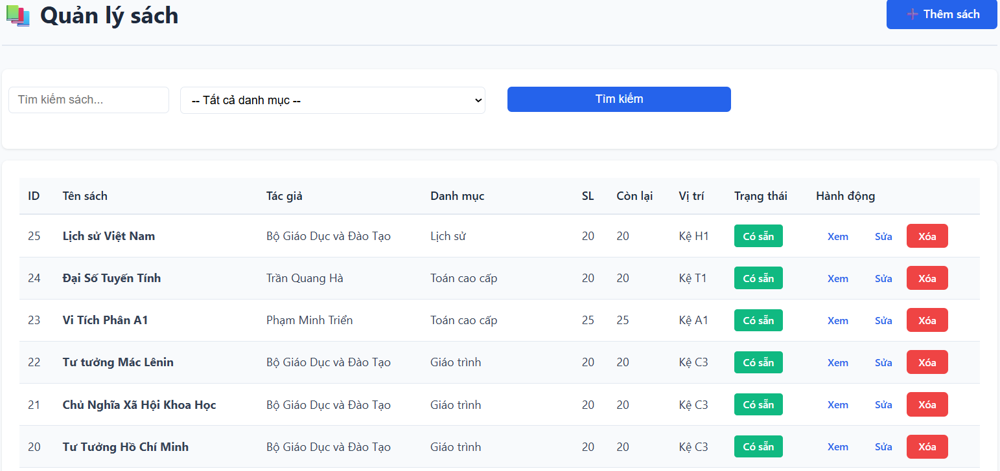 Quản lý sách
Thêm sách
Tìm kiếm sách...
-- Tất cả danh mục --
Tìm kiếm
ID Tên sách Tác giả Danh mục SL Còn lại Vị trí Trạng thái Hành động
25 Lịch sử Việt Nam Bộ Giáo Dục và Đào Tạo Lịch sử 20 20 Kệ H1 Có sẵn Xem Sửa Xóa
24 Đại Số Tuyến Tính Trần Quang Hà Toán cao cấp 20 20 Kệ T1 Có sẵn Xem Sửa Xóa
23 Vi Tích Phân A1 Phạm Minh Triển Toán cao cấp 25 25 Kệ A1 Có sẵn Xem Sửa Xóa
22 Tư tưởng Mác Lênin Bộ Giáo Dục và Đào Tạo Giáo trình 20 20 Kệ C3 Có sẵn Xem Sửa Xóa
21 Chủ Nghĩa Xã Hội Khoa Học Bộ Giáo Dục và Đào Tạo Giáo trình 20 20 Kệ C3 Có sẵn Xem Sửa Xóa
20 Tư Tưởng Hồ Chí Minh Bộ Giáo Dục và Đào Tạo Giáo trình 20 20 Kệ C3 Có sẵn Xem Sửa Xóa